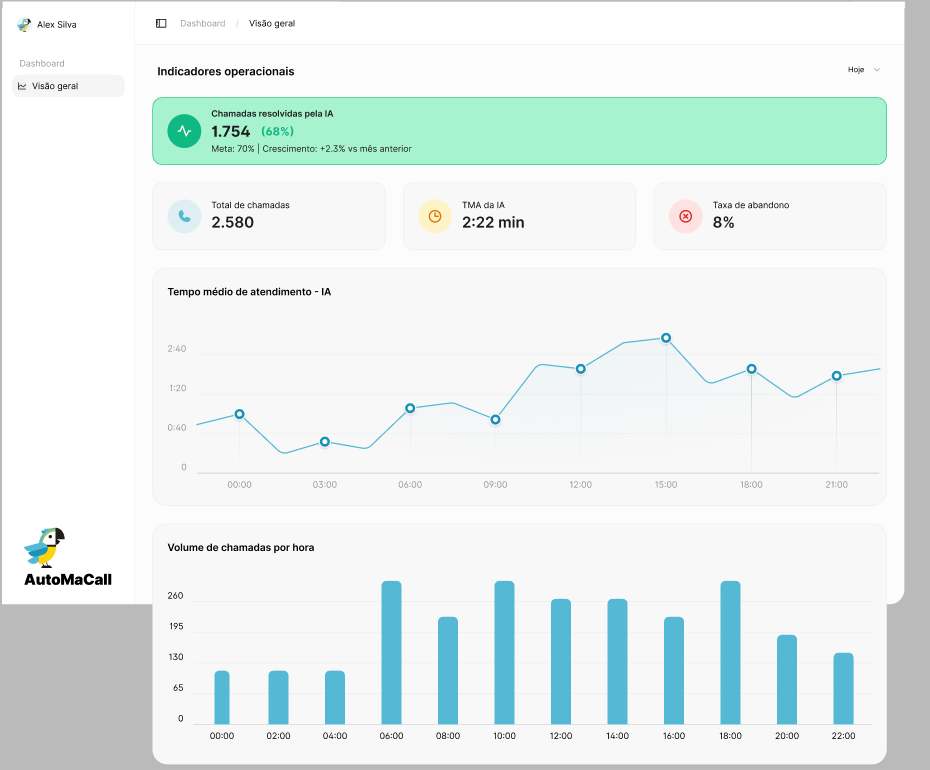 Alex Silva
Dashboard / Visão geral
Dashboard
Visão geral
Indicadores operacionais
Hoje
Chamadas resolvidas pela IA
1.754 (68%)
Meta: 70% | Crescimento: +2.3% vs mês anterior
Total de chamadas
2.580
TMA da IA
2:22 min
Taxa de abandono
8%
Tempo médio de atendimento - IA
2:40
1:20
0:40
0
00:00 03:00 06:00 09:00 12:00 15:00 18:00 21:00
AutoMaCall
Volume de chamadas por hora
260
195
130
65
0
00:00 02:00 04:00 06:00 08:00 10:00 12:00 14:00 16:00 18:00 20:00 22:00